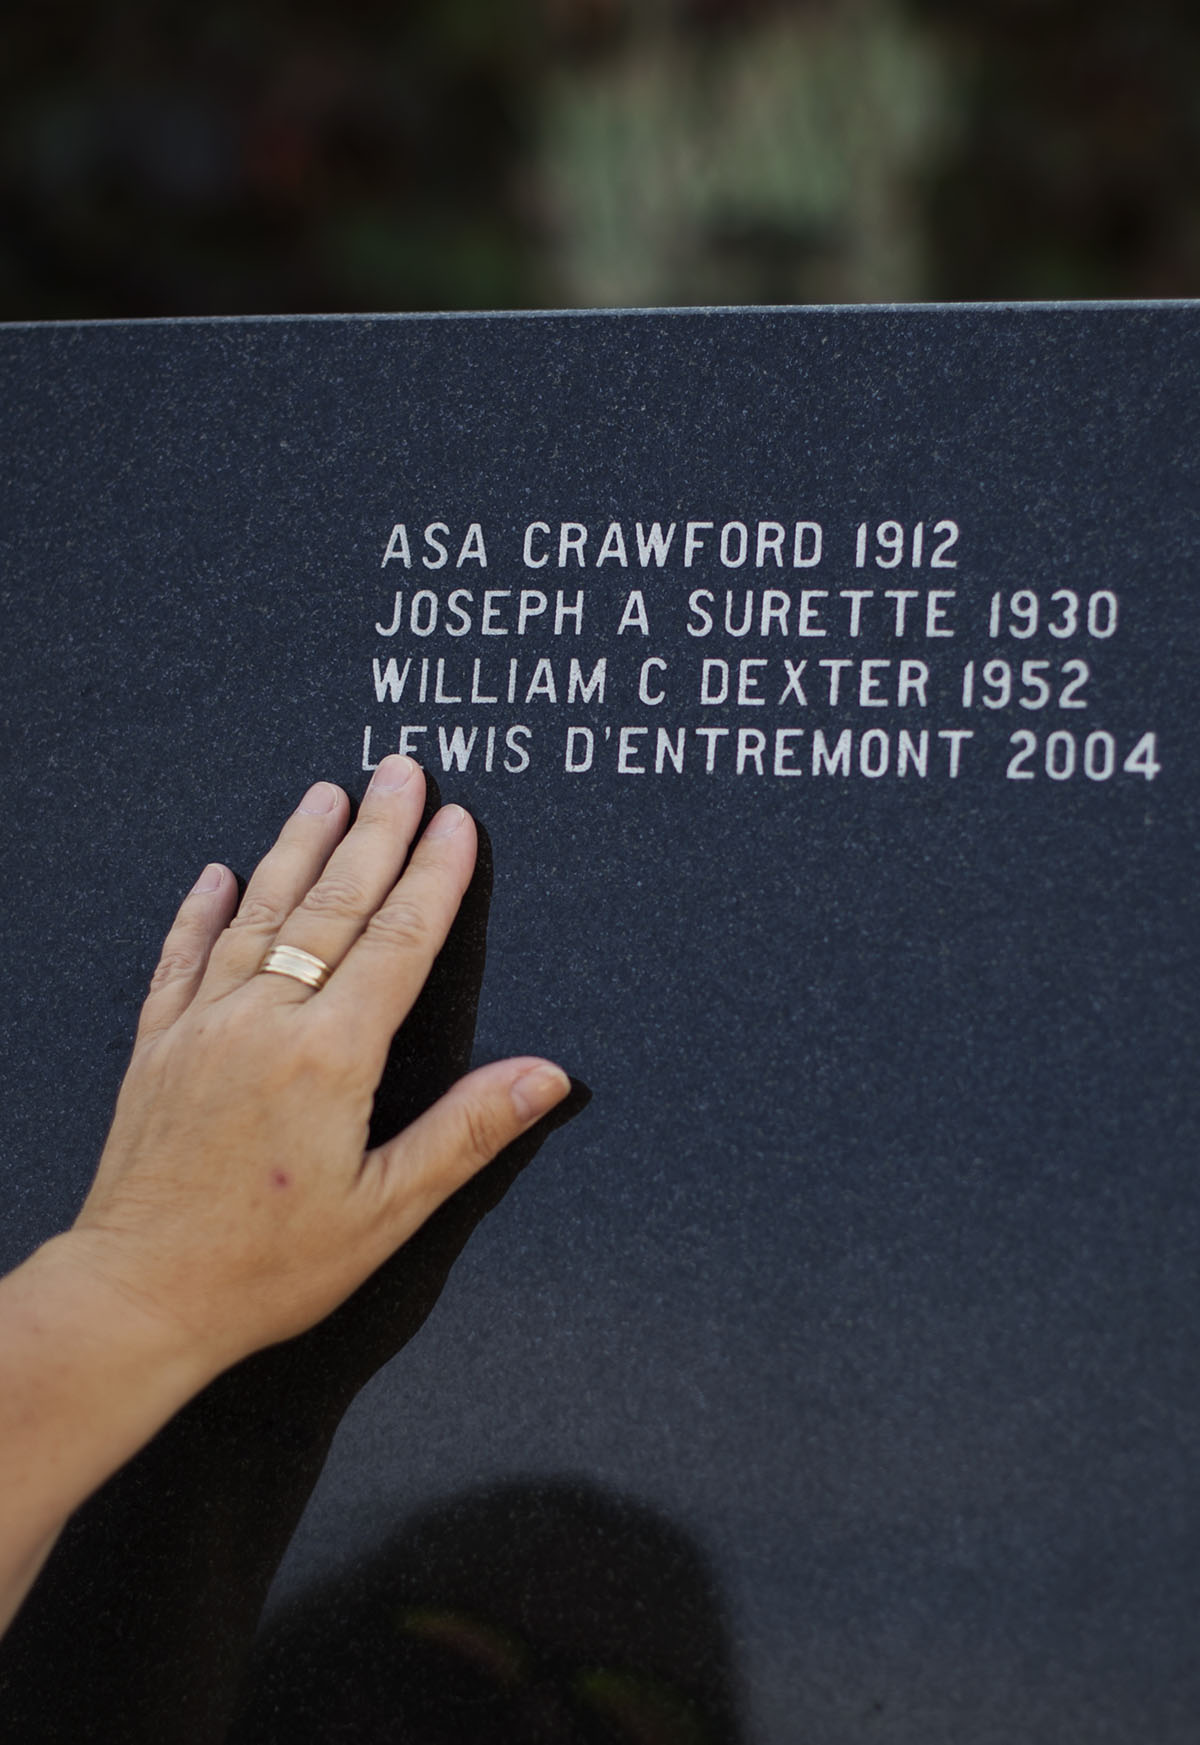 ASA CRAWFORD 1912
JOSEPH A SURETTE 1930
WILLIAM C DEXTER 1952
LEWIS D'ENTREMONT 2004